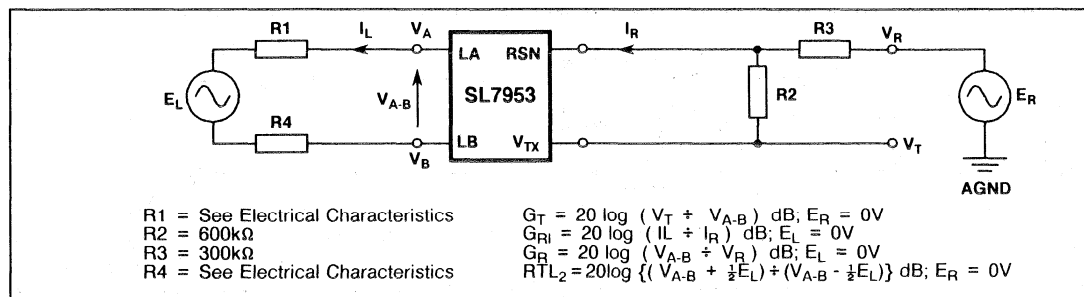 R1 I_L V_A I_R R3 V_R
LA RSN
E_L V_A-B SL7953 R2 E_R
R4 V_B LB V_TX V_T
AGND
R1 = See Electrical Characteristics
R2 = 600kΩ
R3 = 300kΩ
R4 = See Electrical Characteristics
G_T = 20 log ( V_T ÷ V_A-B ) dB; E_R = 0V
G_RI = 20 log ( IL ÷ I_R ) dB; E_L = 0V
G_R = 20 log ( V_A-B ÷ V_R ) dB; E_L = 0V
RTL_2 = 20log {( V_A-B + ½E_L) ÷ (V_A-B - ½E_L)} dB; E_R = 0V